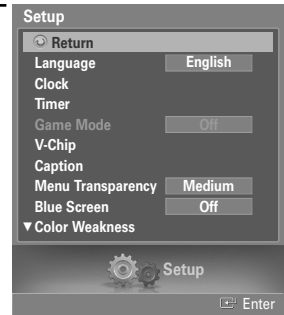 Setup
Return
Language English
Clock
Timer
Game Mode Off
V-Chip
Caption
Menu Transparency Medium
Blue Screen Off
▼Color Weakness
Setup
Enter